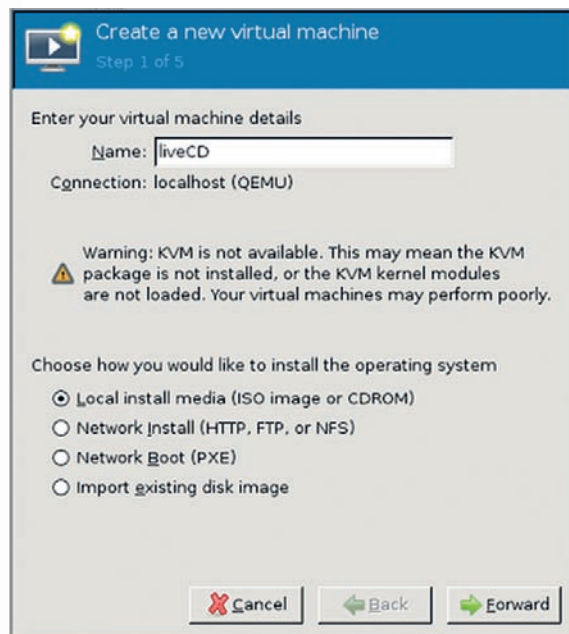 Create a new virtual machine
Step 1 of 5
Enter your virtual machine details
Name: liveCD
Connection: localhost (QEMU)
Warning: KVM is not available. This may mean the KVM
package is not installed, or the KVM kernel modules
are not loaded. Your virtual machines may perform poorly.
Choose how you would like to install the operating system
Local install media (ISO image or CDROM)
Network Install (HTTP, FTP, or NFS)
Network Boot (PXE)
Import existing disk image
Cancel
Back
Forward